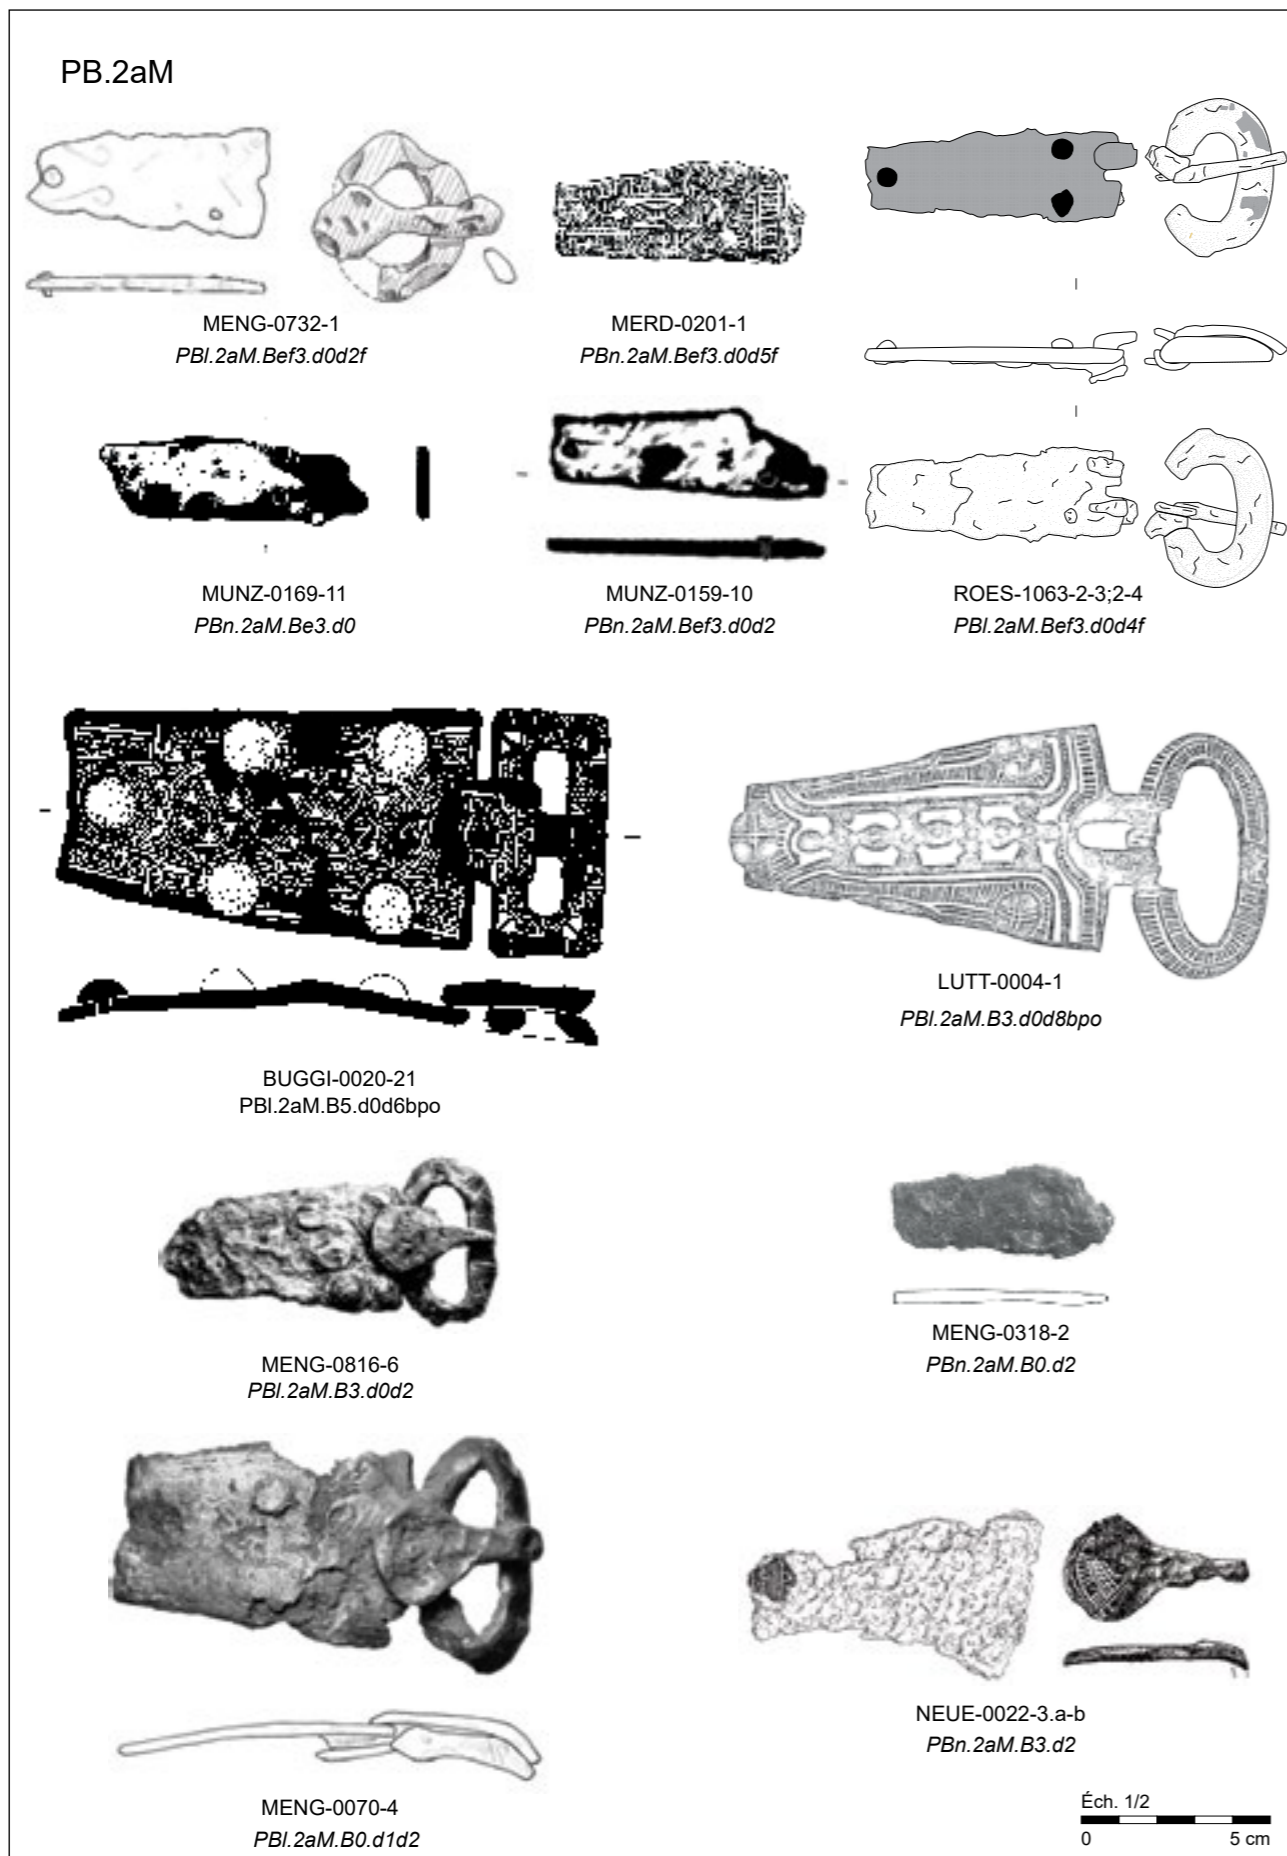 PB.2aM
MENG-0732-1
PBl.2aM.Bef3.d0d2f
MERD-0201-1
PBn.2aM.Bef3.d0d5f
MUNZ-0169-11
PBn.2aM.Be3.d0
MUNZ-0159-10
PBn.2aM.Bef3.d0d2
ROES-1063-2-3;2-4
PBl.2aM.Bef3.d0d4f
BUGGI-0020-21
PBl.2aM.B5.d0d6bpo
LUTT-0004-1
PBl.2aM.B3.d0d8bpo
MENG-0816-6
PBl.2aM.B3.d0d2
MENG-0318-2
PBn.2aM.B0.d2
MENG-0070-4
PBl.2aM.B0.d1d2
NEUE-0022-3.a-b
PBn.2aM.B3.d2
Éch. 1/2
0 5 cm